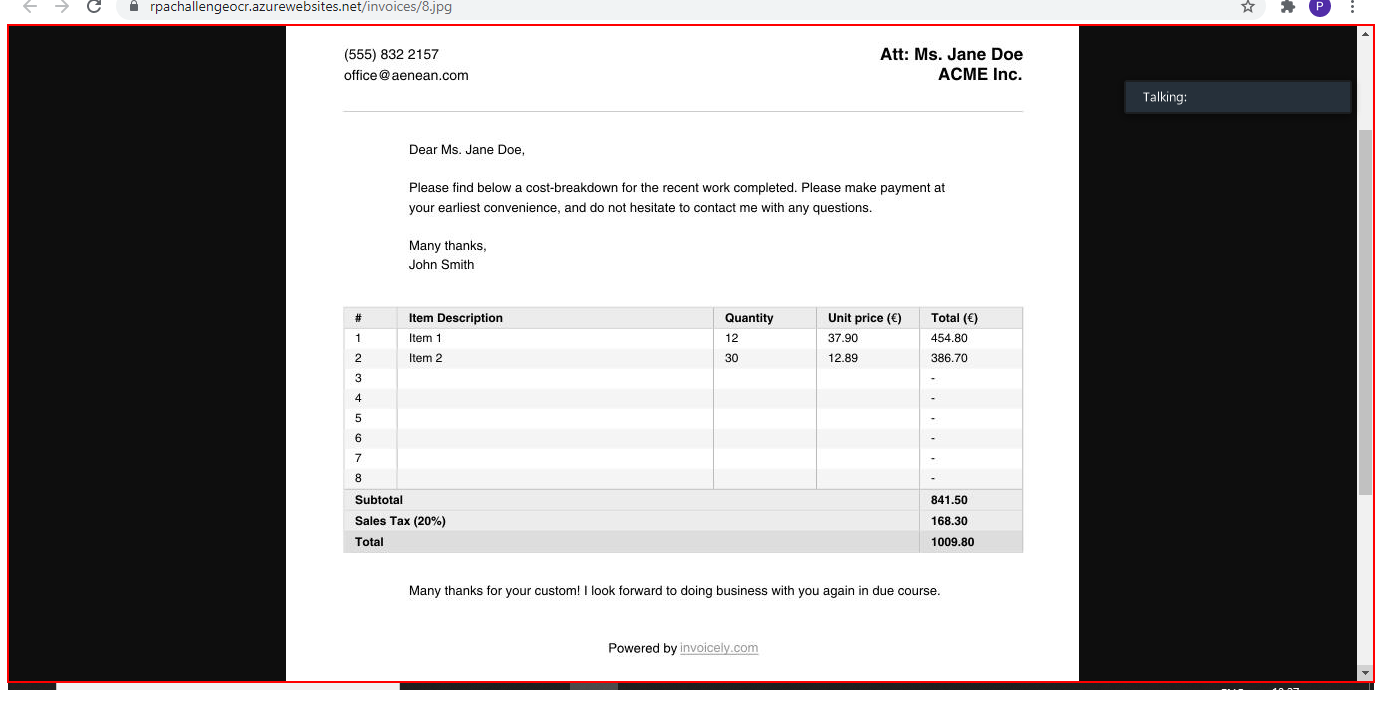 rpachallengeocr.azurewebsites.net/invoices/8.jpg
P
(555) 832 2157
office@aenean.com
Att: Ms. Jane Doe
ACME Inc.
Talking:
Dear Ms. Jane Doe,
Please find below a cost-breakdown for the recent work completed. Please make payment at
your earliest convenience, and do not hesitate to contact me with any questions.
Many thanks,
John Smith
# Item Description Quantity Unit price (€) Total (€)
1 Item 1 12 37.90 454.80
2 Item 2 30 12.89 386.70
3 -
4 -
5 -
6 -
7 -
8 -
Subtotal 841.50
Sales Tax (20%) 168.30
Total 1009.80
Many thanks for your custom! I look forward to doing business with you again in due course.
Powered by invoicely.com